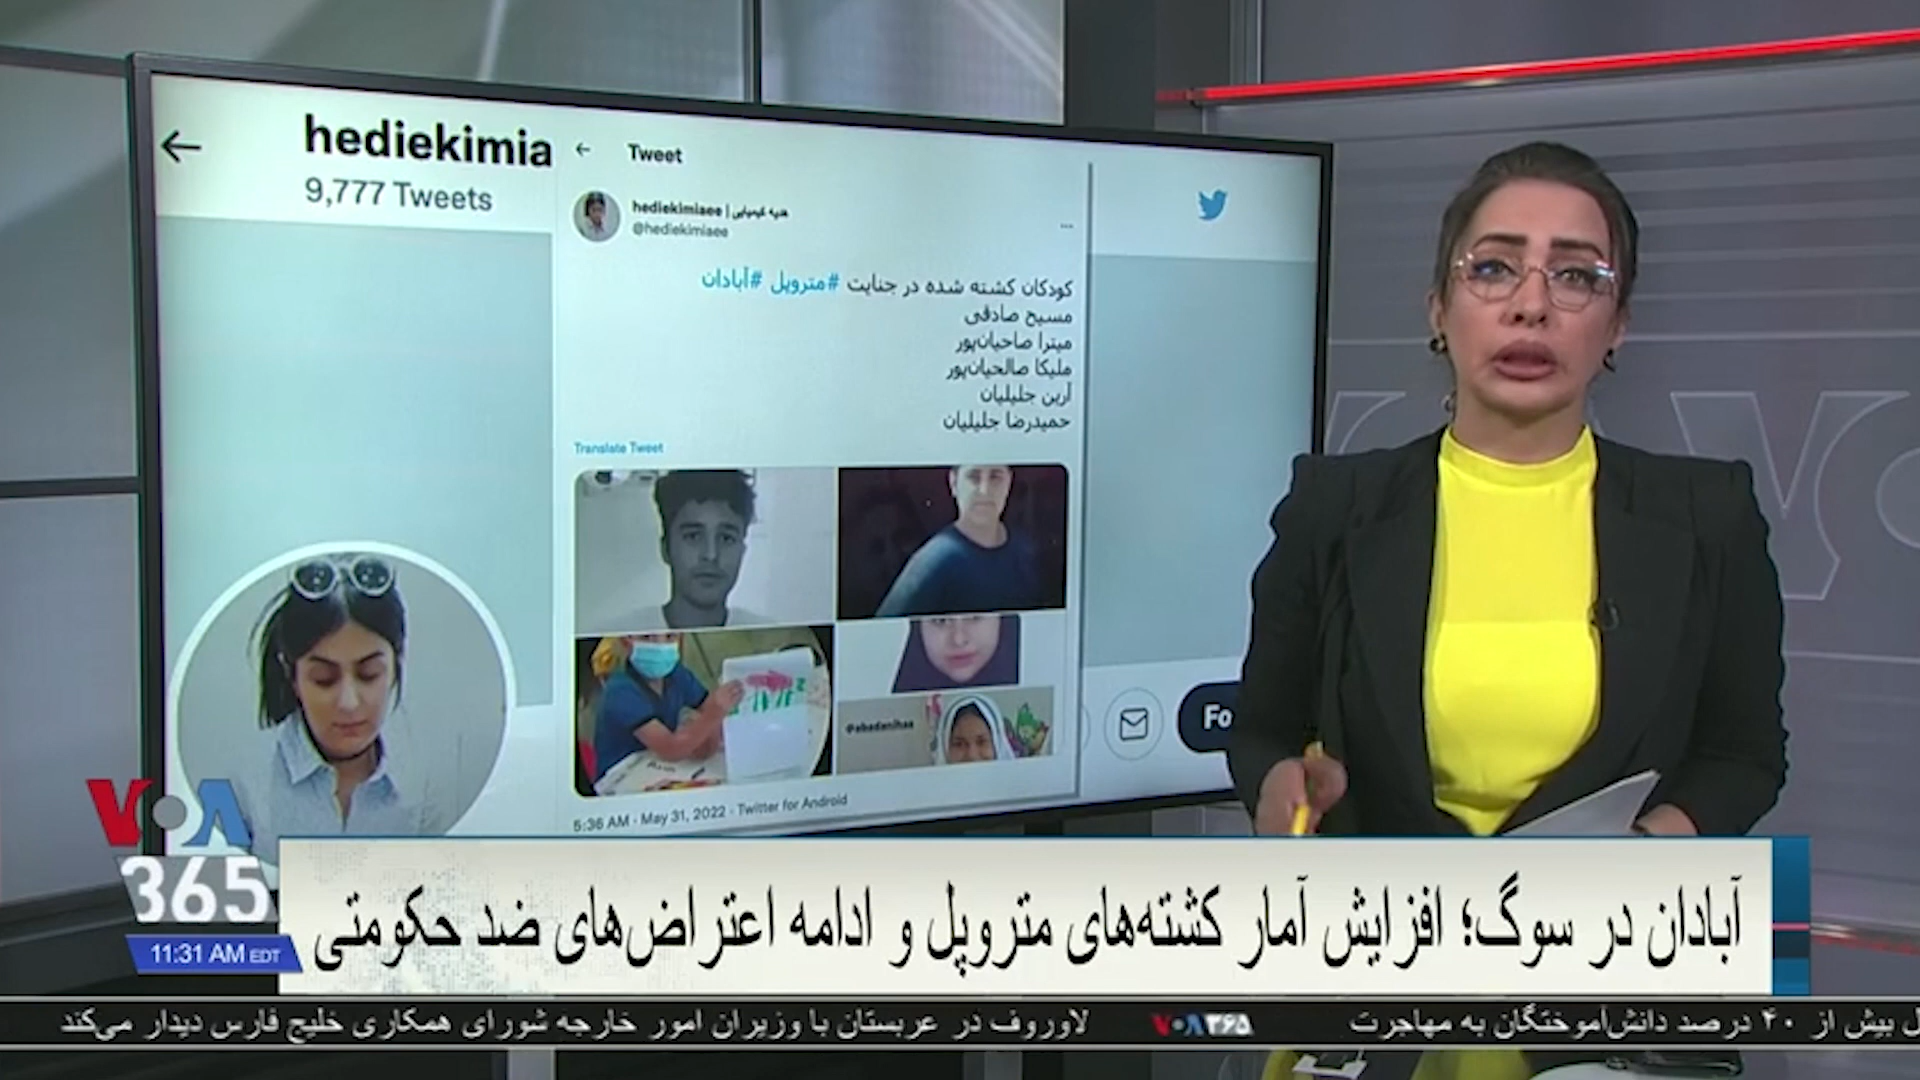 hediekimia
9,777 Tweets
Tweet
hediekimiaee | هدیه کیمیایی
@hediekimiaee
کودکان کشته شده در جنایت #متروپل #آبادان
مسیح صادقی
میترا صاحیان‌پور
ملیکا صالحیان‌پور
آرین جلیلیان
حمیدرضا جلیلیان
Translate Tweet
@abadanihaa
5:36 AM · May 31, 2022 · Twitter for Android
Fo
VOA
365
11:31 AM EDT
آبادان در سوگ؛ افزایش آمار کشته‌های متروپل و ادامه اعتراض‌های ضد حکومتی
ل بیش از ۴۰ درصد دانش‌آموختگان به مهاجرت VOA۳۶۵ لاوروف در عربستان با وزیران امور خارجه شورای همکاری خلیج فارس دیدار می‌کند